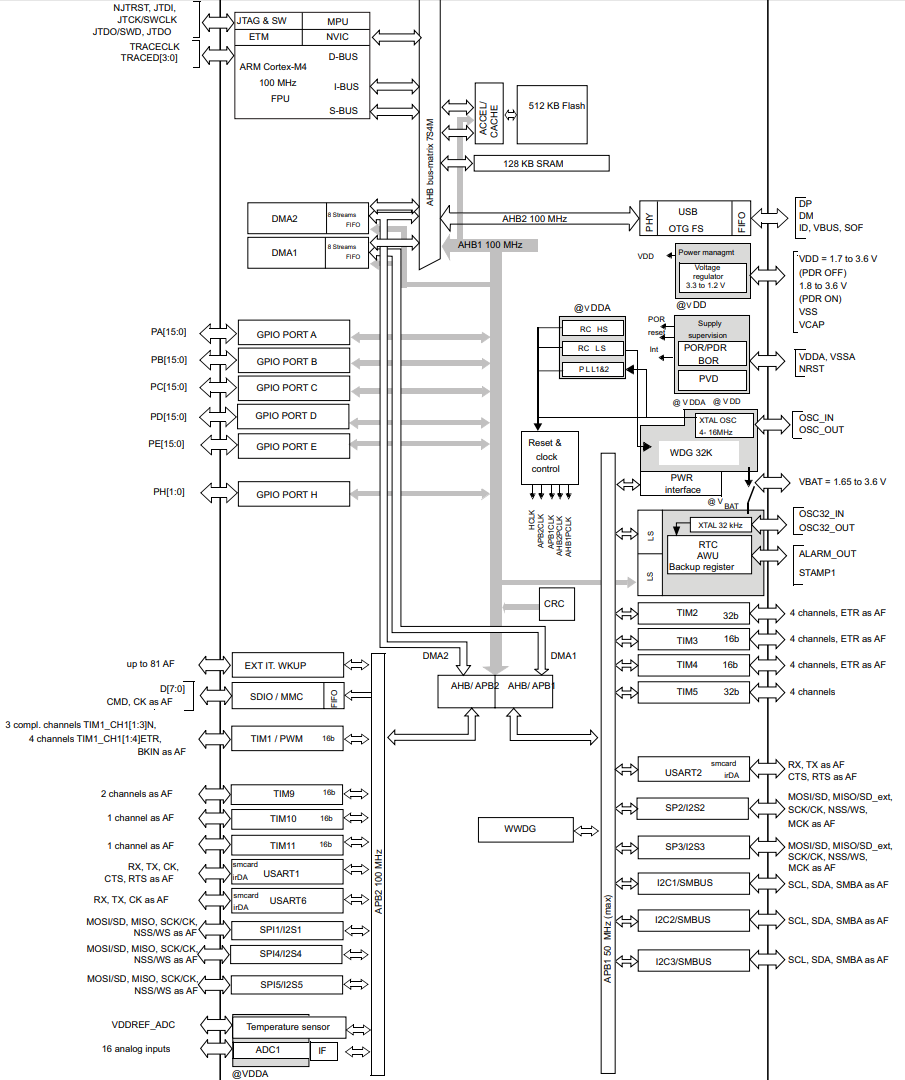 NJTRST, JTDI,
JTCK/SWCLK
JTDO/SWD, JTDO
TRACECLK
TRACED[3:0]
JTAG & SW
MPU
ETM
NVIC
ARM Cortex-M4
100 MHz
FPU
D-BUS
I-BUS
S-BUS
AHB bus-matrix 7S4M
ACCEL/
CACHE
512 KB Flash
128 KB SRAM
DMA2
8 Streams
FIFO
DMA1
8 Streams
FIFO
AHB2 100 MHz
AHB1 100 MHz
PHY
USB
OTG FS
FIFO
DP
DM
ID, VBUS, SOF
VDD
Power managmt
Voltage
regulator
3.3 to 1.2 V
@VDD
VDD = 1.7 to 3.6 V
(PDR OFF)
1.8 to 3.6 V
(PDR ON)
VSS
VCAP
@VDDA
RC HS
RC LS
PLL1&2
POR
reset
Int
Supply
supervision
POR/PDR
BOR
PVD
VDDA, VSSA
NRST
@VDDA
@VDD
XTAL OSC
4- 16MHz
WDG 32K
OSC_IN
OSC_OUT
PWR
interface
VBAT = 1.65 to 3.6 V
@V
BAT
Reset &
clock
control
HCLK
APB2CLK
APB1CLK
AHB2PCLK
AHB1PCLK
LS
LS
XTAL 32 kHz
RTC
AWU
Backup register
OSC32_IN
OSC32_OUT
ALARM_OUT
STAMP1
PA[15:0]
GPIO PORT A
PB[15:0]
GPIO PORT B
PC[15:0]
GPIO PORT C
PD[15:0]
GPIO PORT D
PE[15:0]
GPIO PORT E
PH[1:0]
GPIO PORT H
CRC
DMA2
DMA1
AHB/ APB2
AHB/ APB1
TIM2
32b
4 channels, ETR as AF
TIM3
16b
4 channels, ETR as AF
TIM4
16b
4 channels, ETR as AF
TIM5
32b
4 channels
up to 81 AF
EXT IT. WKUP
D[7:0]
CMD, CK as AF
SDIO / MMC
FIFO
3 compl. channels TIM1_CH1[1:3]N,
4 channels TIM1_CH1[1:4]ETR,
BKIN as AF
TIM1 / PWM
16b
2 channels as AF
TIM9
16b
1 channel as AF
TIM10
16b
1 channel as AF
TIM11
16b
RX, TX, CK,
CTS, RTS as AF
smcard
irDA
USART1
RX, TX, CK as AF
smcard
irDA
USART6
MOSI/SD, MISO, SCK/CK,
NSS/WS as AF
SPI1/I2S1
MOSI/SD, MISO, SCK/CK,
NSS/WS as AF
SPI4/I2S4
MOSI/SD, MISO, SCK/CK,
NSS/WS as AF
SPI5/I2S5
VDDREF_ADC
Temperature sensor
16 analog inputs
ADC1
IF
@VDDA
APB2 100 MHz
WWDG
APB1 50 MHz (max)
USART2
smcard
irDA
RX, TX as AF
CTS, RTS as AF
SP2/I2S2
MOSI/SD, MISO/SD_ext,
SCK/CK, NSS/WS,
MCK as AF
SP3/I2S3
MOSI/SD, MISO/SD_ext,
SCK/CK, NSS/WS,
MCK as AF
I2C1/SMBUS
SCL, SDA, SMBA as AF
I2C2/SMBUS
SCL, SDA, SMBA as AF
I2C3/SMBUS
SCL, SDA, SMBA as AF